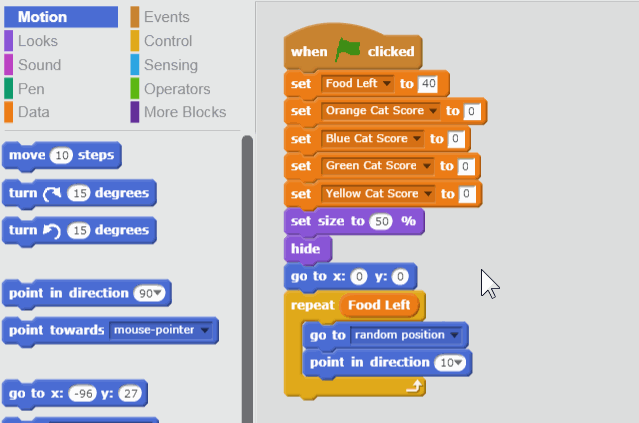 Motion
Looks
Sound
Pen
Data
Events
Control
Sensing
Operators
More Blocks
move 10 steps
turn 15 degrees
turn 15 degrees
point in direction 90
point towards mouse-pointer
go to x: -96 y: 27
when clicked
set Food Left to 40
set Orange Cat Score to 0
set Blue Cat Score to 0
set Green Cat Score to 0
set Yellow Cat Score to 0
set size to 50 %
hide
go to x: 0 y: 0
repeat Food Left
go to random position
point in direction 10